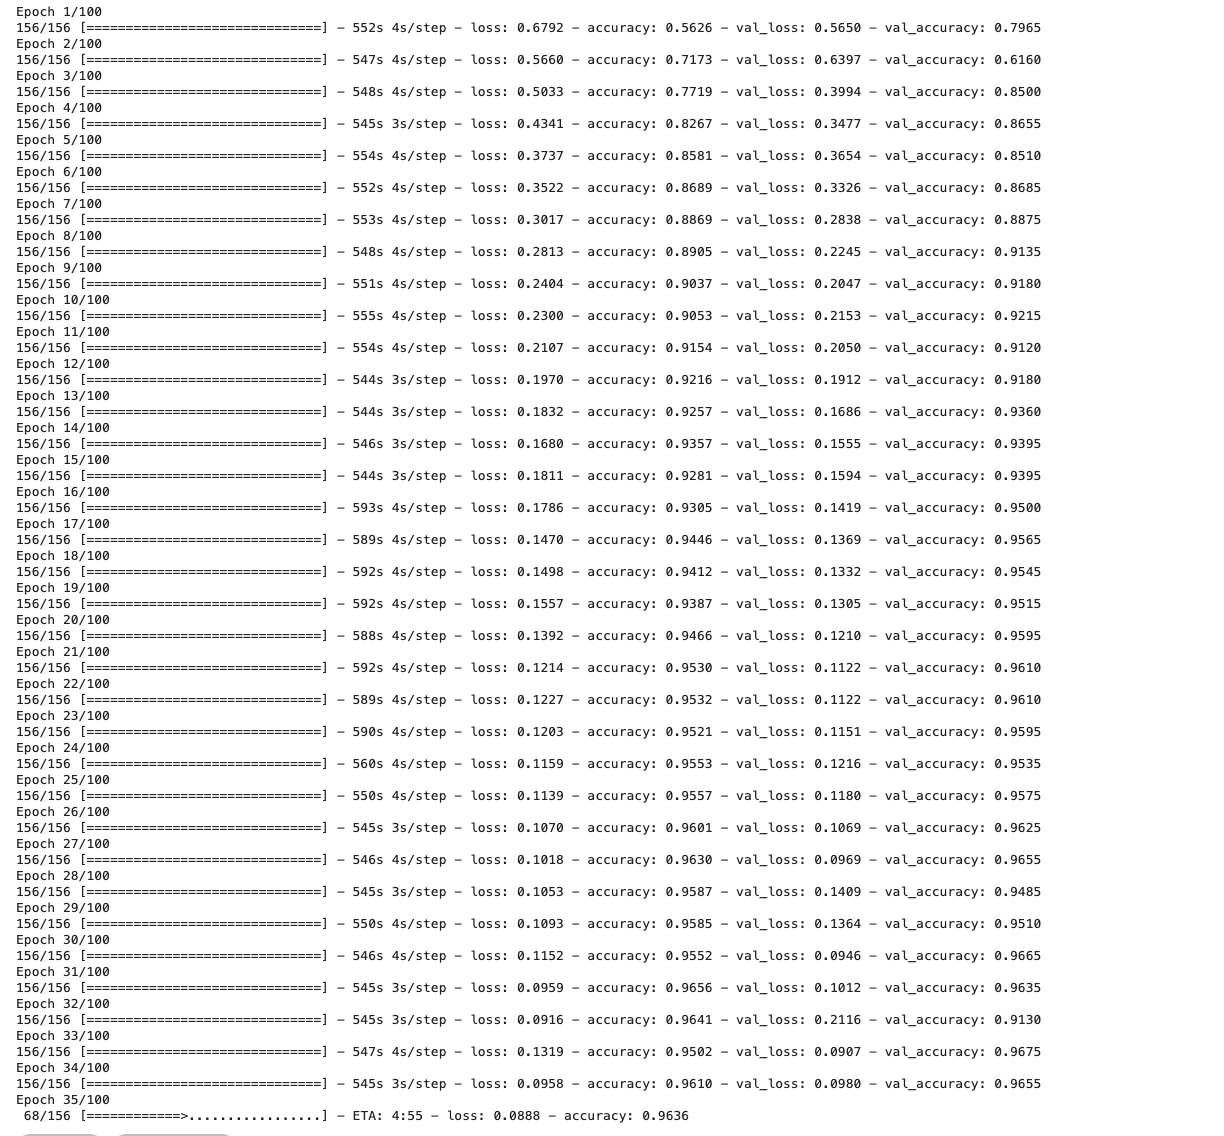 Epoch 1/100
156/156 [==============================] - 552s 4s/step - loss: 0.6792 - accuracy: 0.5626 - val_loss: 0.5650 - val_accuracy: 0.7965
Epoch 2/100
156/156 [==============================] - 547s 4s/step - loss: 0.5660 - accuracy: 0.7173 - val_loss: 0.6397 - val_accuracy: 0.6160
Epoch 3/100
156/156 [==============================] - 548s 4s/step - loss: 0.5033 - accuracy: 0.7719 - val_loss: 0.3994 - val_accuracy: 0.8500
Epoch 4/100
156/156 [==============================] - 545s 3s/step - loss: 0.4341 - accuracy: 0.8267 - val_loss: 0.3477 - val_accuracy: 0.8655
Epoch 5/100
156/156 [==============================] - 554s 4s/step - loss: 0.3737 - accuracy: 0.8581 - val_loss: 0.3654 - val_accuracy: 0.8510
Epoch 6/100
156/156 [==============================] - 552s 4s/step - loss: 0.3522 - accuracy: 0.8689 - val_loss: 0.3326 - val_accuracy: 0.8685
Epoch 7/100
156/156 [==============================] - 553s 4s/step - loss: 0.3017 - accuracy: 0.8869 - val_loss: 0.2838 - val_accuracy: 0.8875
Epoch 8/100
156/156 [==============================] - 548s 4s/step - loss: 0.2813 - accuracy: 0.8905 - val_loss: 0.2245 - val_accuracy: 0.9135
Epoch 9/100
156/156 [==============================] - 551s 4s/step - loss: 0.2404 - accuracy: 0.9037 - val_loss: 0.2047 - val_accuracy: 0.9180
Epoch 10/100
156/156 [==============================] - 555s 4s/step - loss: 0.2300 - accuracy: 0.9053 - val_loss: 0.2153 - val_accuracy: 0.9215
Epoch 11/100
156/156 [==============================] - 554s 4s/step - loss: 0.2107 - accuracy: 0.9154 - val_loss: 0.2050 - val_accuracy: 0.9120
Epoch 12/100
156/156 [==============================] - 544s 3s/step - loss: 0.1970 - accuracy: 0.9216 - val_loss: 0.1912 - val_accuracy: 0.9180
Epoch 13/100
156/156 [==============================] - 544s 3s/step - loss: 0.1832 - accuracy: 0.9257 - val_loss: 0.1686 - val_accuracy: 0.9360
Epoch 14/100
156/156 [==============================] - 546s 3s/step - loss: 0.1680 - accuracy: 0.9357 - val_loss: 0.1555 - val_accuracy: 0.9395
Epoch 15/100
156/156 [==============================] - 544s 3s/step - loss: 0.1811 - accuracy: 0.9281 - val_loss: 0.1594 - val_accuracy: 0.9395
Epoch 16/100
156/156 [==============================] - 593s 4s/step - loss: 0.1786 - accuracy: 0.9305 - val_loss: 0.1419 - val_accuracy: 0.9500
Epoch 17/100
156/156 [==============================] - 589s 4s/step - loss: 0.1470 - accuracy: 0.9446 - val_loss: 0.1369 - val_accuracy: 0.9565
Epoch 18/100
156/156 [==============================] - 592s 4s/step - loss: 0.1498 - accuracy: 0.9412 - val_loss: 0.1332 - val_accuracy: 0.9545
Epoch 19/100
156/156 [==============================] - 592s 4s/step - loss: 0.1557 - accuracy: 0.9387 - val_loss: 0.1305 - val_accuracy: 0.9515
Epoch 20/100
156/156 [==============================] - 588s 4s/step - loss: 0.1392 - accuracy: 0.9466 - val_loss: 0.1210 - val_accuracy: 0.9595
Epoch 21/100
156/156 [==============================] - 592s 4s/step - loss: 0.1214 - accuracy: 0.9530 - val_loss: 0.1122 - val_accuracy: 0.9610
Epoch 22/100
156/156 [==============================] - 589s 4s/step - loss: 0.1227 - accuracy: 0.9532 - val_loss: 0.1122 - val_accuracy: 0.9610
Epoch 23/100
156/156 [==============================] - 590s 4s/step - loss: 0.1203 - accuracy: 0.9521 - val_loss: 0.1151 - val_accuracy: 0.9595
Epoch 24/100
156/156 [==============================] - 560s 4s/step - loss: 0.1159 - accuracy: 0.9553 - val_loss: 0.1216 - val_accuracy: 0.9535
Epoch 25/100
156/156 [==============================] - 550s 4s/step - loss: 0.1139 - accuracy: 0.9557 - val_loss: 0.1180 - val_accuracy: 0.9575
Epoch 26/100
156/156 [==============================] - 545s 3s/step - loss: 0.1070 - accuracy: 0.9601 - val_loss: 0.1069 - val_accuracy: 0.9625
Epoch 27/100
156/156 [==============================] - 546s 4s/step - loss: 0.1018 - accuracy: 0.9630 - val_loss: 0.0969 - val_accuracy: 0.9655
Epoch 28/100
156/156 [==============================] - 545s 3s/step - loss: 0.1053 - accuracy: 0.9587 - val_loss: 0.1409 - val_accuracy: 0.9485
Epoch 29/100
156/156 [==============================] - 550s 4s/step - loss: 0.1093 - accuracy: 0.9585 - val_loss: 0.1364 - val_accuracy: 0.9510
Epoch 30/100
156/156 [==============================] - 546s 4s/step - loss: 0.1152 - accuracy: 0.9552 - val_loss: 0.0946 - val_accuracy: 0.9665
Epoch 31/100
156/156 [==============================] - 545s 3s/step - loss: 0.0959 - accuracy: 0.9656 - val_loss: 0.1012 - val_accuracy: 0.9635
Epoch 32/100
156/156 [==============================] - 545s 3s/step - loss: 0.0916 - accuracy: 0.9641 - val_loss: 0.2116 - val_accuracy: 0.9130
Epoch 33/100
156/156 [==============================] - 547s 4s/step - loss: 0.1319 - accuracy: 0.9502 - val_loss: 0.0907 - val_accuracy: 0.9675
Epoch 34/100
156/156 [==============================] - 545s 3s/step - loss: 0.0958 - accuracy: 0.9610 - val_loss: 0.0980 - val_accuracy: 0.9655
Epoch 35/100
68/156 [============>.................] - ETA: 4:55 - loss: 0.0888 - accuracy: 0.9636